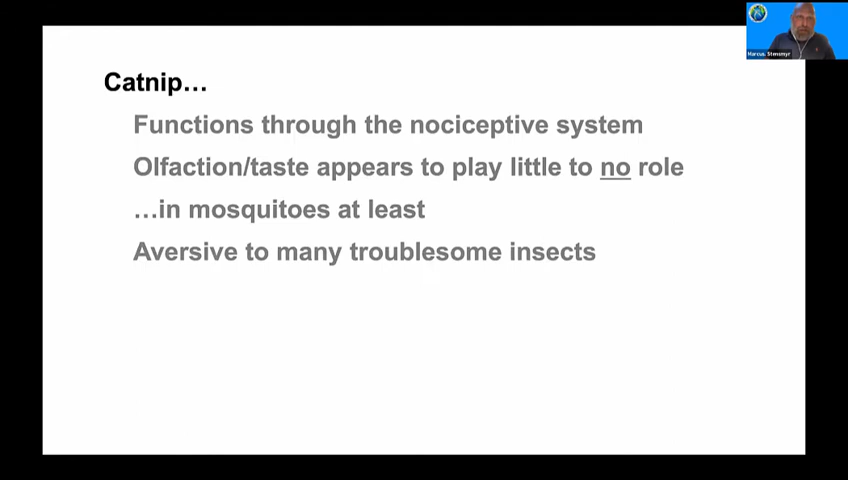 Catnip…
Functions through the nociceptive system
Olfaction/taste appears to play little to no role
…in mosquitoes at least
Aversive to many troublesome insects
Marcus. Stensmyr